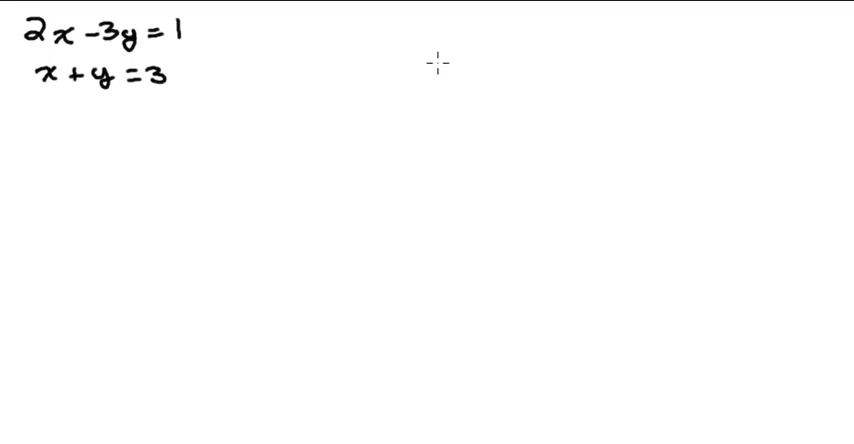 2x - 3y = 1
x + y = 3